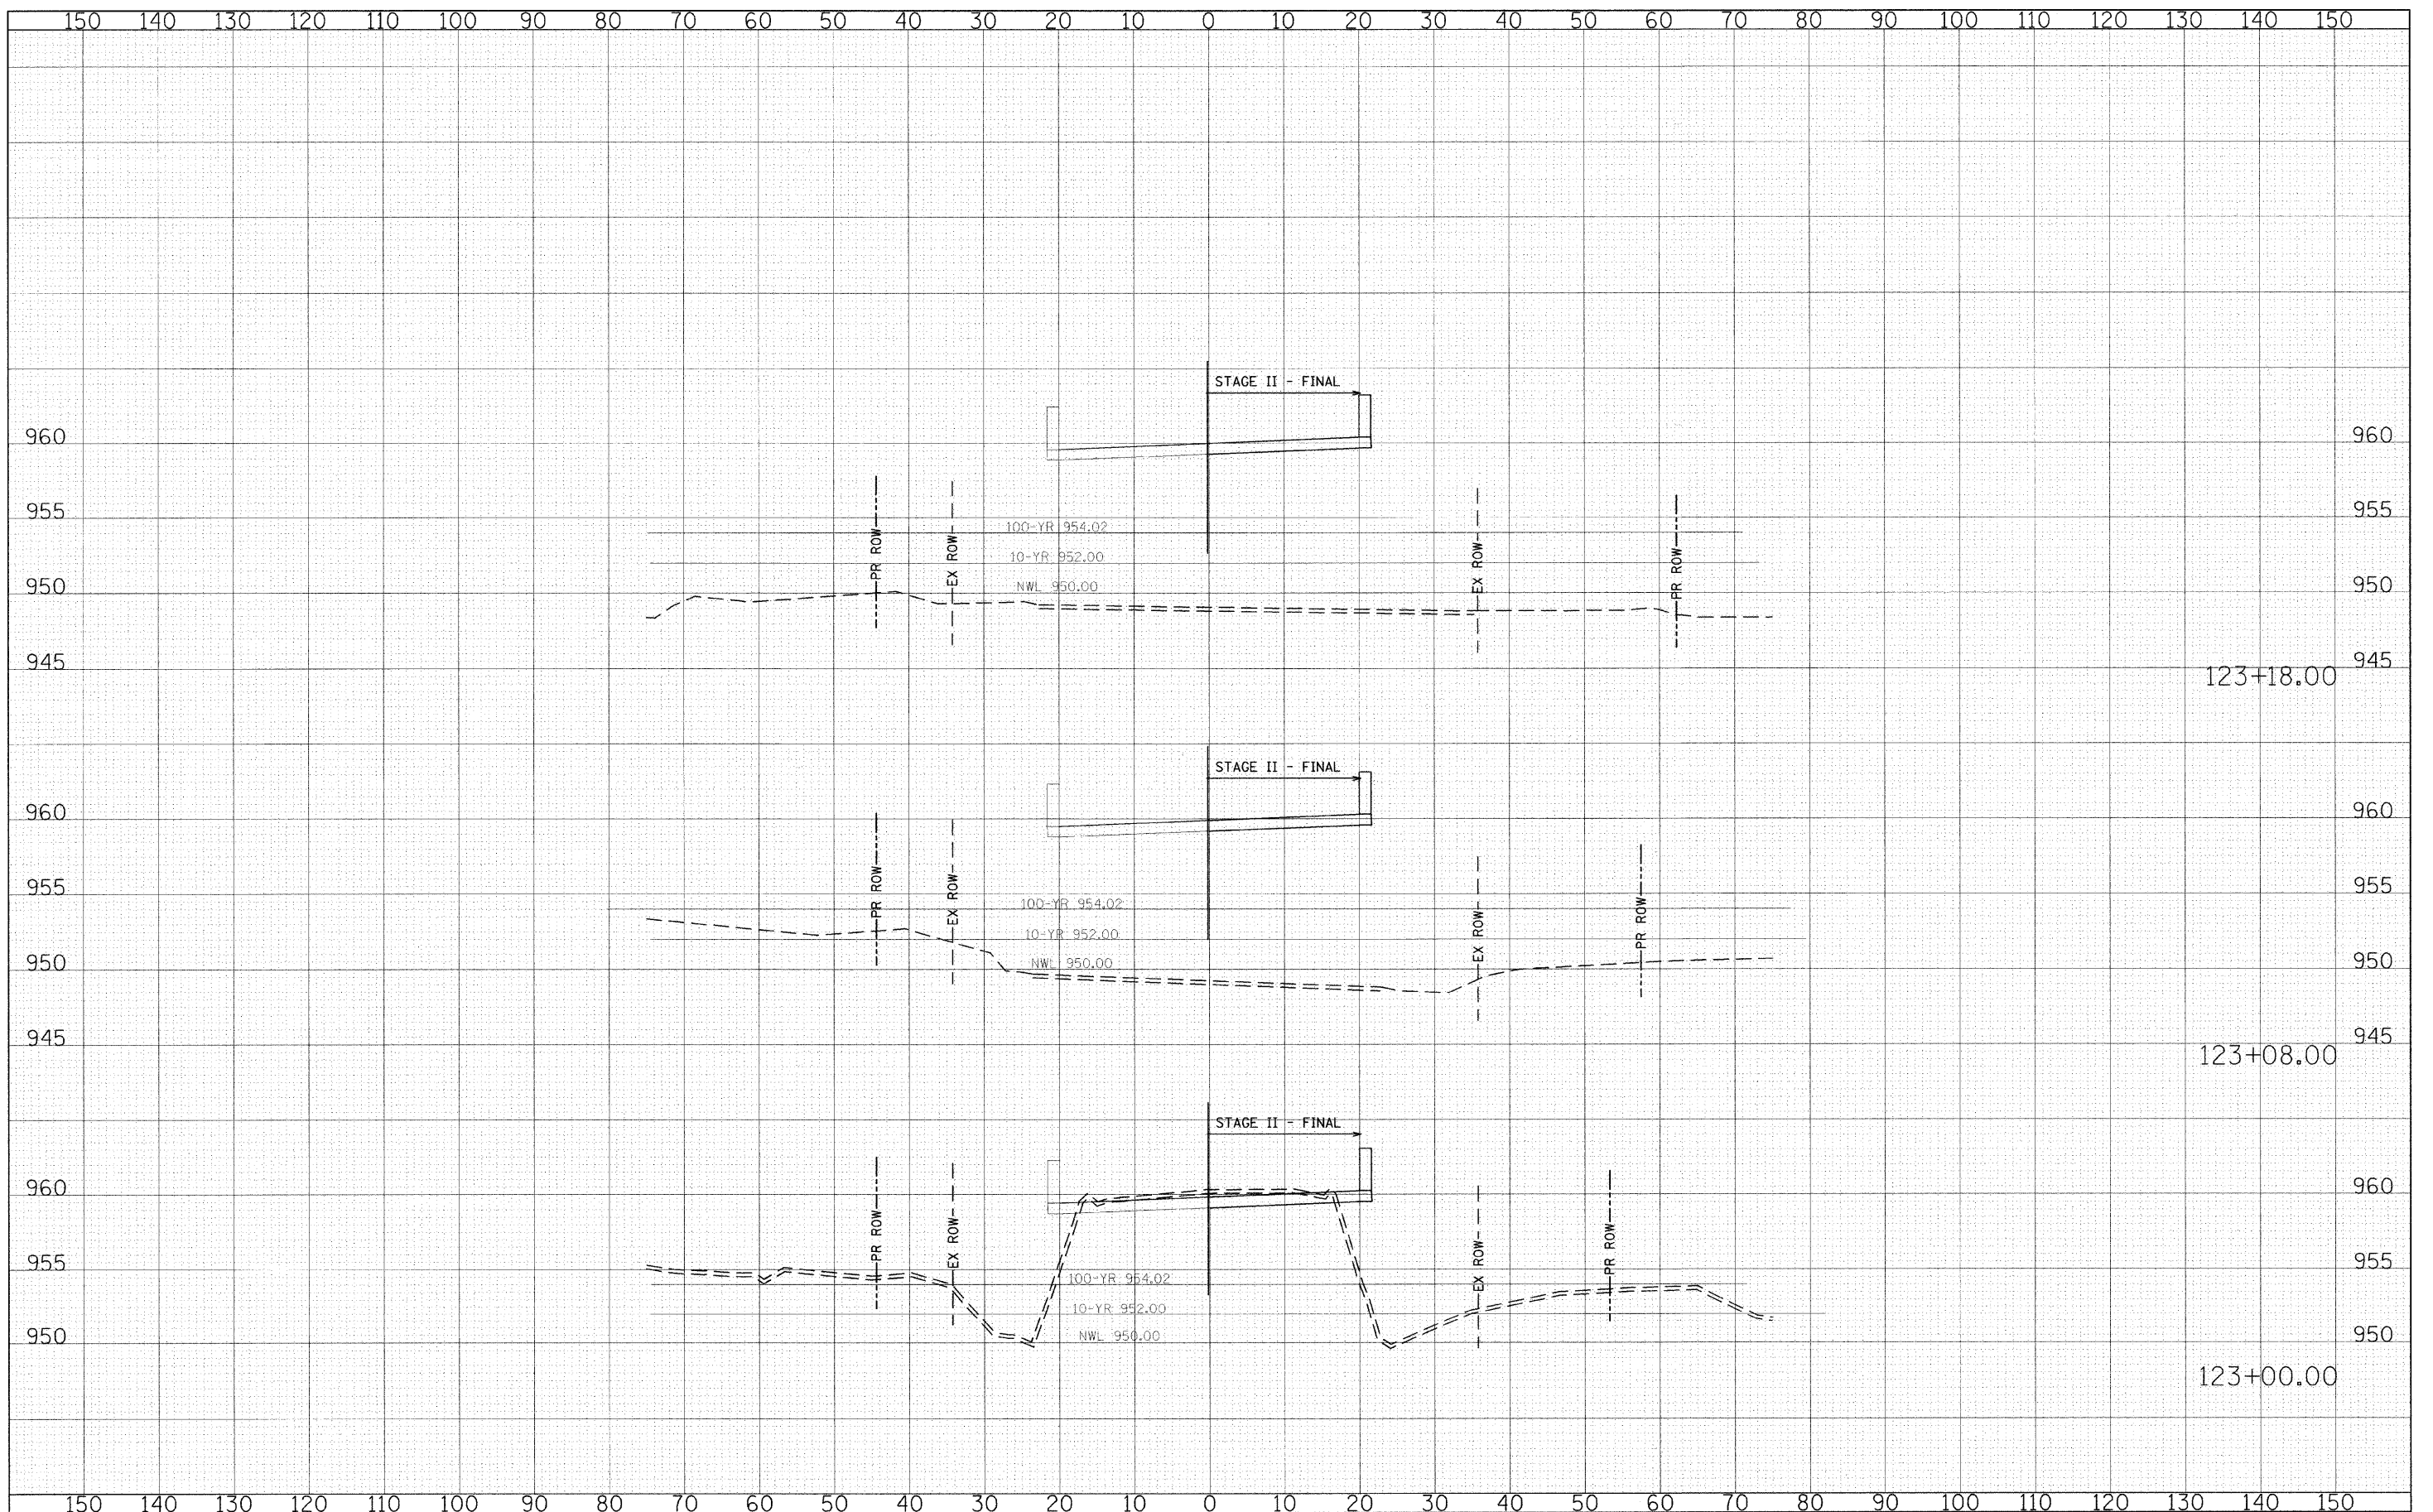 150 140 130 120 110 100 90 80 70 60 50 40 30 20 10 0 10 20 30 40 50 60 70 80 90 100 110 120 130 140 150
STAGE II - FINAL
960 960
955 955
PR ROW
EX ROW
100-YR 954.02
10-YR 952.00
NWL 950.00
EX ROW
PR ROW
950 950
945 945
123+18.00
STAGE II - FINAL
960 960
955 955
PR ROW
EX ROW
100-YR 954.02
10-YR 952.00
NWL 950.00
EX ROW
PR ROW
950 950
945 945
123+08.00
STAGE II - FINAL
960 960
PR ROW
EX ROW
EX ROW
PR ROW
955 955
100-YR 954.02
10-YR 952.00
NWL 950.00
950 950
123+00.00
150 140 130 120 110 100 90 80 70 60 50 40 30 20 10 0 10 20 30 40 50 60 70 80 90 100 110 120 130 140 150